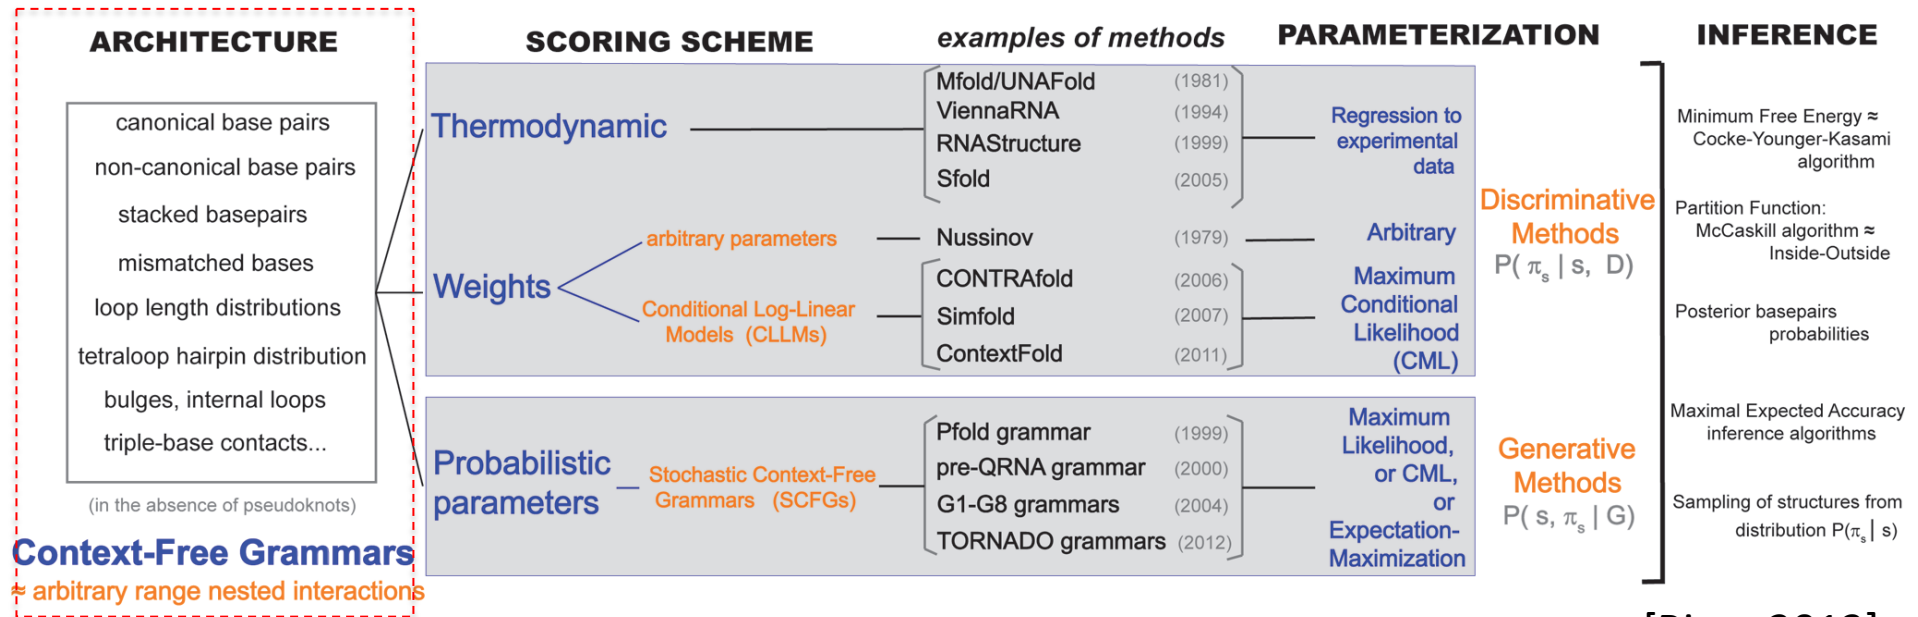 ARCHITECTURE
canonical base pairs
non-canonical base pairs
stacked basepairs
mismatched bases
loop length distributions
tetraloop hairpin distribution
bulges, internal loops
triple-base contacts...
(in the absence of pseudoknots)
Context-Free Grammars
≈ arbitrary range nested interactions
SCORING SCHEME
Thermodynamic
Weights
arbitrary parameters
Conditional Log-Linear
Models (CLLMs)
Probabilistic
parameters
Stochastic Context-Free
Grammars (SCFGs)
examples of methods
Mfold/UNAFold (1981)
ViennaRNA (1994)
RNAStructure (1999)
Sfold (2005)
Nussinov (1979)
CONTRAfold (2006)
Simfold (2007)
ContextFold (2011)
Pfold grammar (1999)
pre-QRNA grammar (2000)
G1-G8 grammars (2004)
TORNADO grammars (2012)
PARAMETERIZATION
Regression to
experimental
data
Arbitrary
Maximum
Conditional
Likelihood
(CML)
Maximum
Likelihood,
or CML,
or
Expectation-
Maximization
Discriminative
Methods
P( πs | s, D)
Generative
Methods
P( s, πs | G)
INFERENCE
Minimum Free Energy ≈
Cocke-Younger-Kasami
algorithm
Partition Function:
McCaskill algorithm ≈
Inside-Outside
Posterior basepairs
probabilities
Maximal Expected Accuracy
inference algorithms
Sampling of structures from
distribution P(πs | s)